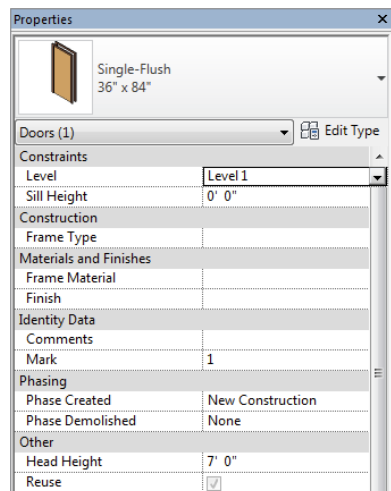 Properties
Single-Flush
36" x 84"
Doors (1) Edit Type
Constraints
Level Level 1
Sill Height 0' 0"
Construction
Frame Type
Materials and Finishes
Frame Material
Finish
Identity Data
Comments
Mark 1
Phasing
Phase Created New Construction
Phase Demolished None
Other
Head Height 7' 0"
Reuse